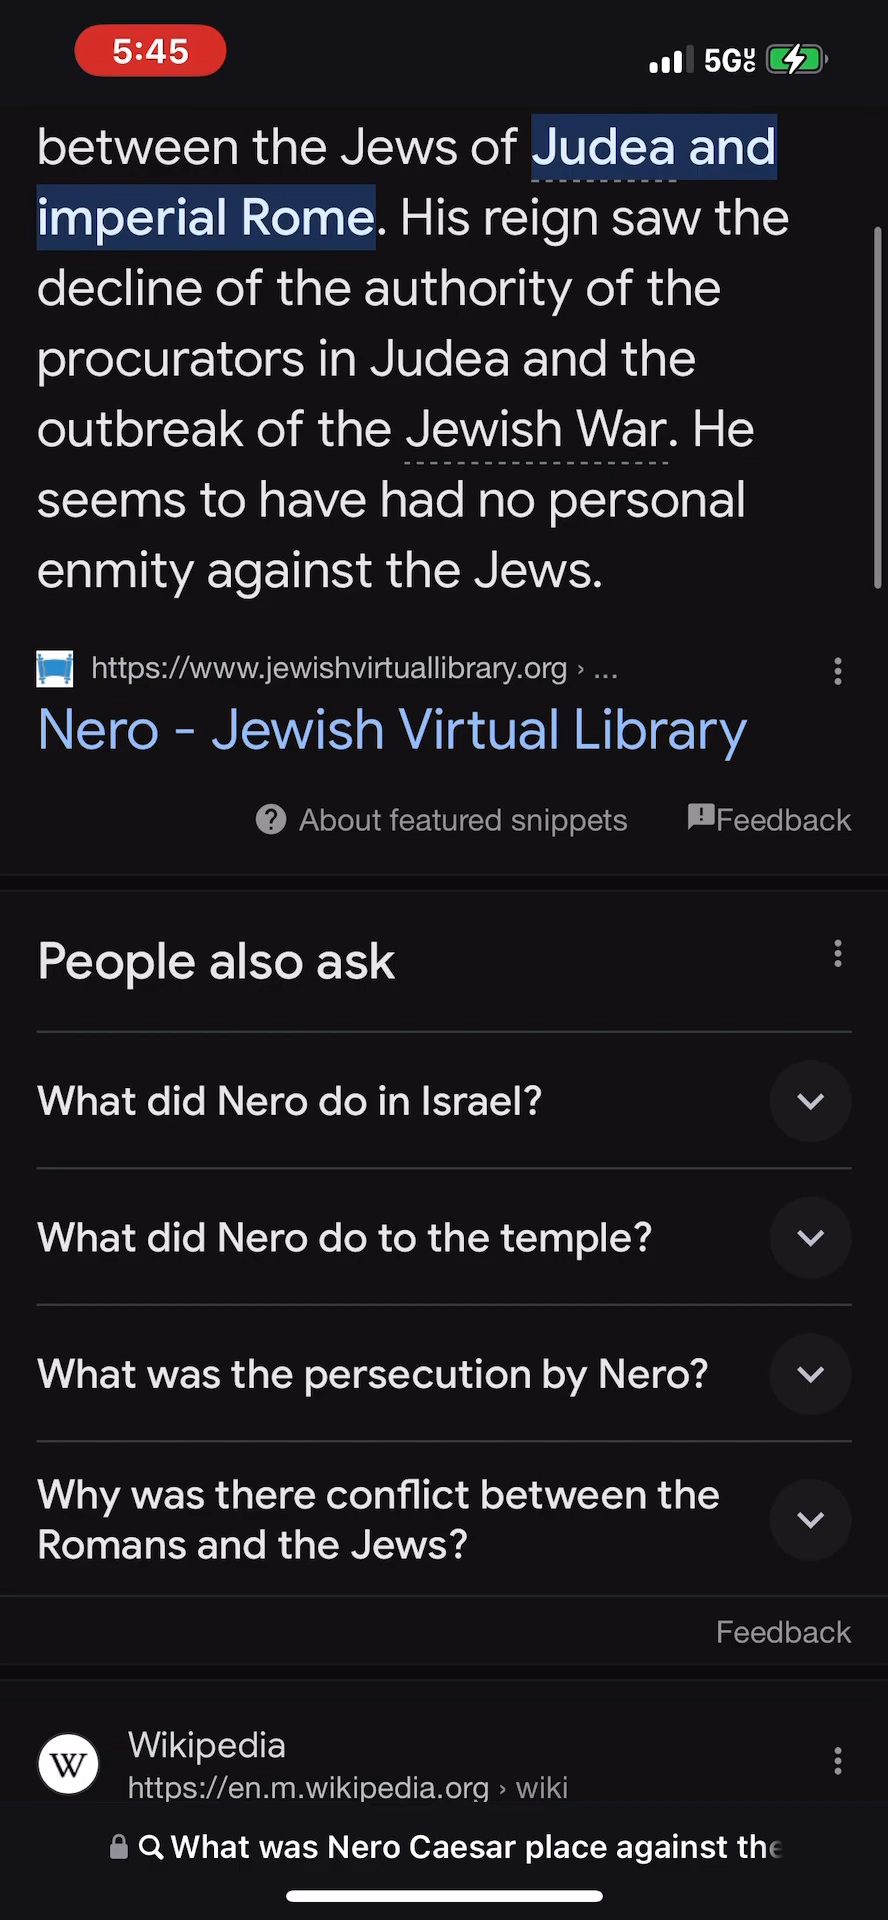 5:45
5G UC
between the Jews of Judea and
imperial Rome. His reign saw the
decline of the authority of the
procurators in Judea and the
outbreak of the Jewish War. He
seems to have had no personal
enmity against the Jews.
https://www.jewishvirtuallibrary.org › ...
Nero - Jewish Virtual Library
About featured snippets
Feedback
People also ask
What did Nero do in Israel?
What did Nero do to the temple?
What was the persecution by Nero?
Why was there conflict between the
Romans and the Jews?
Feedback
W
Wikipedia
https://en.m.wikipedia.org › wiki
What was Nero Caesar place against the